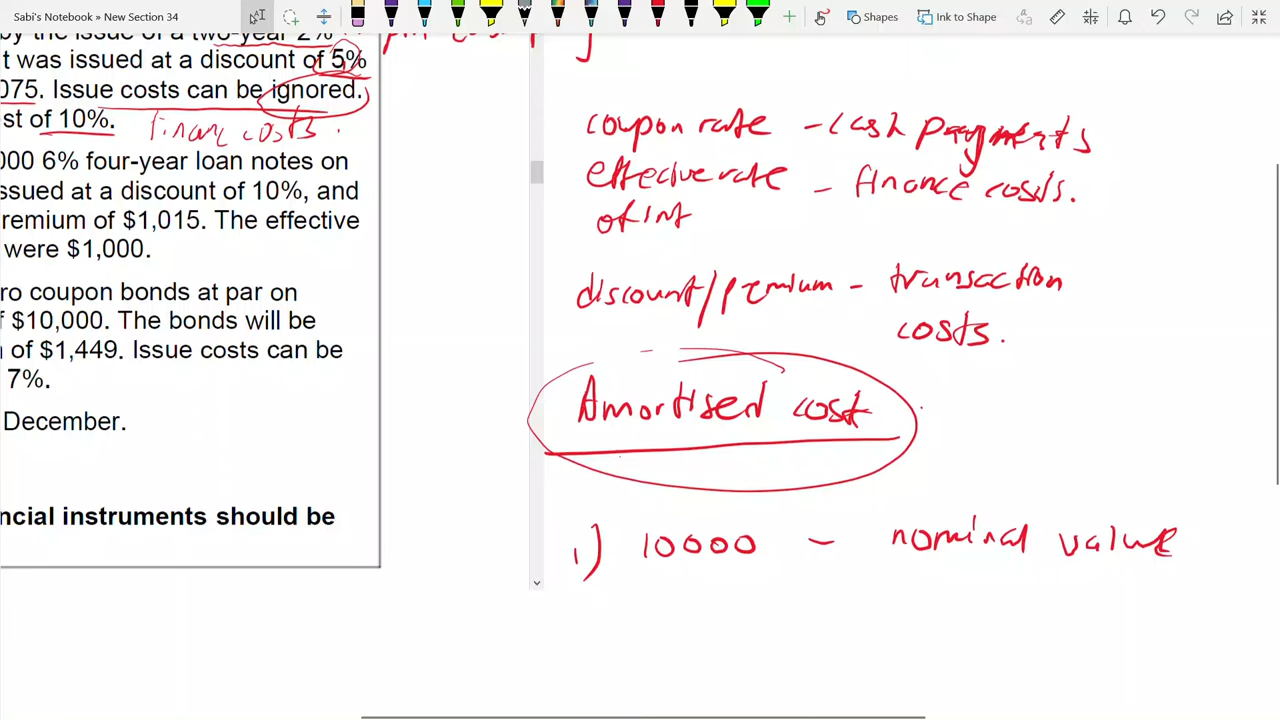 Sabi's Notebook » New Section 34
Shapes
Ink to Shape
by the issue of a two-year 2%
t was issued at a discount of 5%
075. Issue costs can be ignored.
st of 10%. finance costs.
000 6% four-year loan notes on
ssued at a discount of 10%, and
remium of $1,015. The effective
were $1,000.
ro coupon bonds at par on
f $10,000. The bonds will be
n of $1,449. Issue costs can be
7%.
December.
ncial instruments should be
coupon rate - cash payments
effective rate - finance costs.
of int
discount/premium - transaction
costs.
Amortised cost
1) 10000 - nominal value